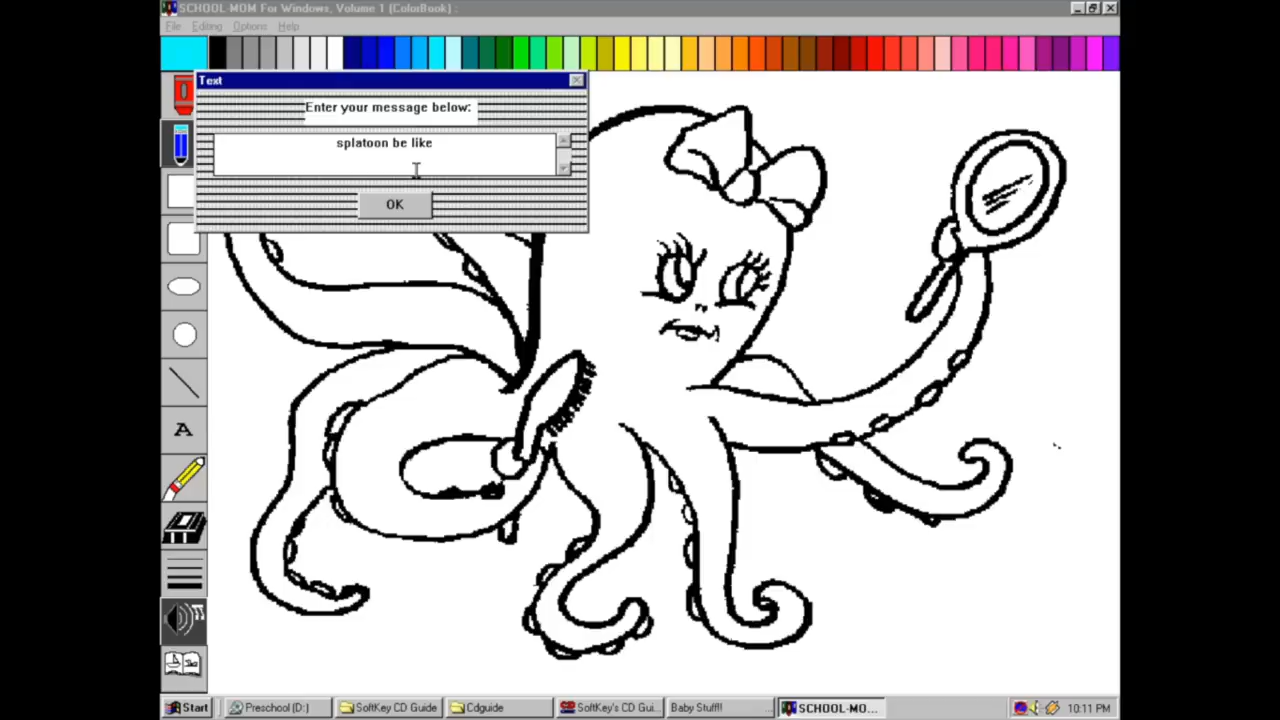 SCHOOL-MOM For Windows, Volume 1 (ColorBook) :
File Editing Options Help
Text
Enter your message below:
splatoon be like
OK
A
Start
Preschool (D:)
SoftKey CD Guide
Cdguide
SoftKey's CD Gui...
Baby Stuff!! ...
SCHOOL-MO...
10:11 PM